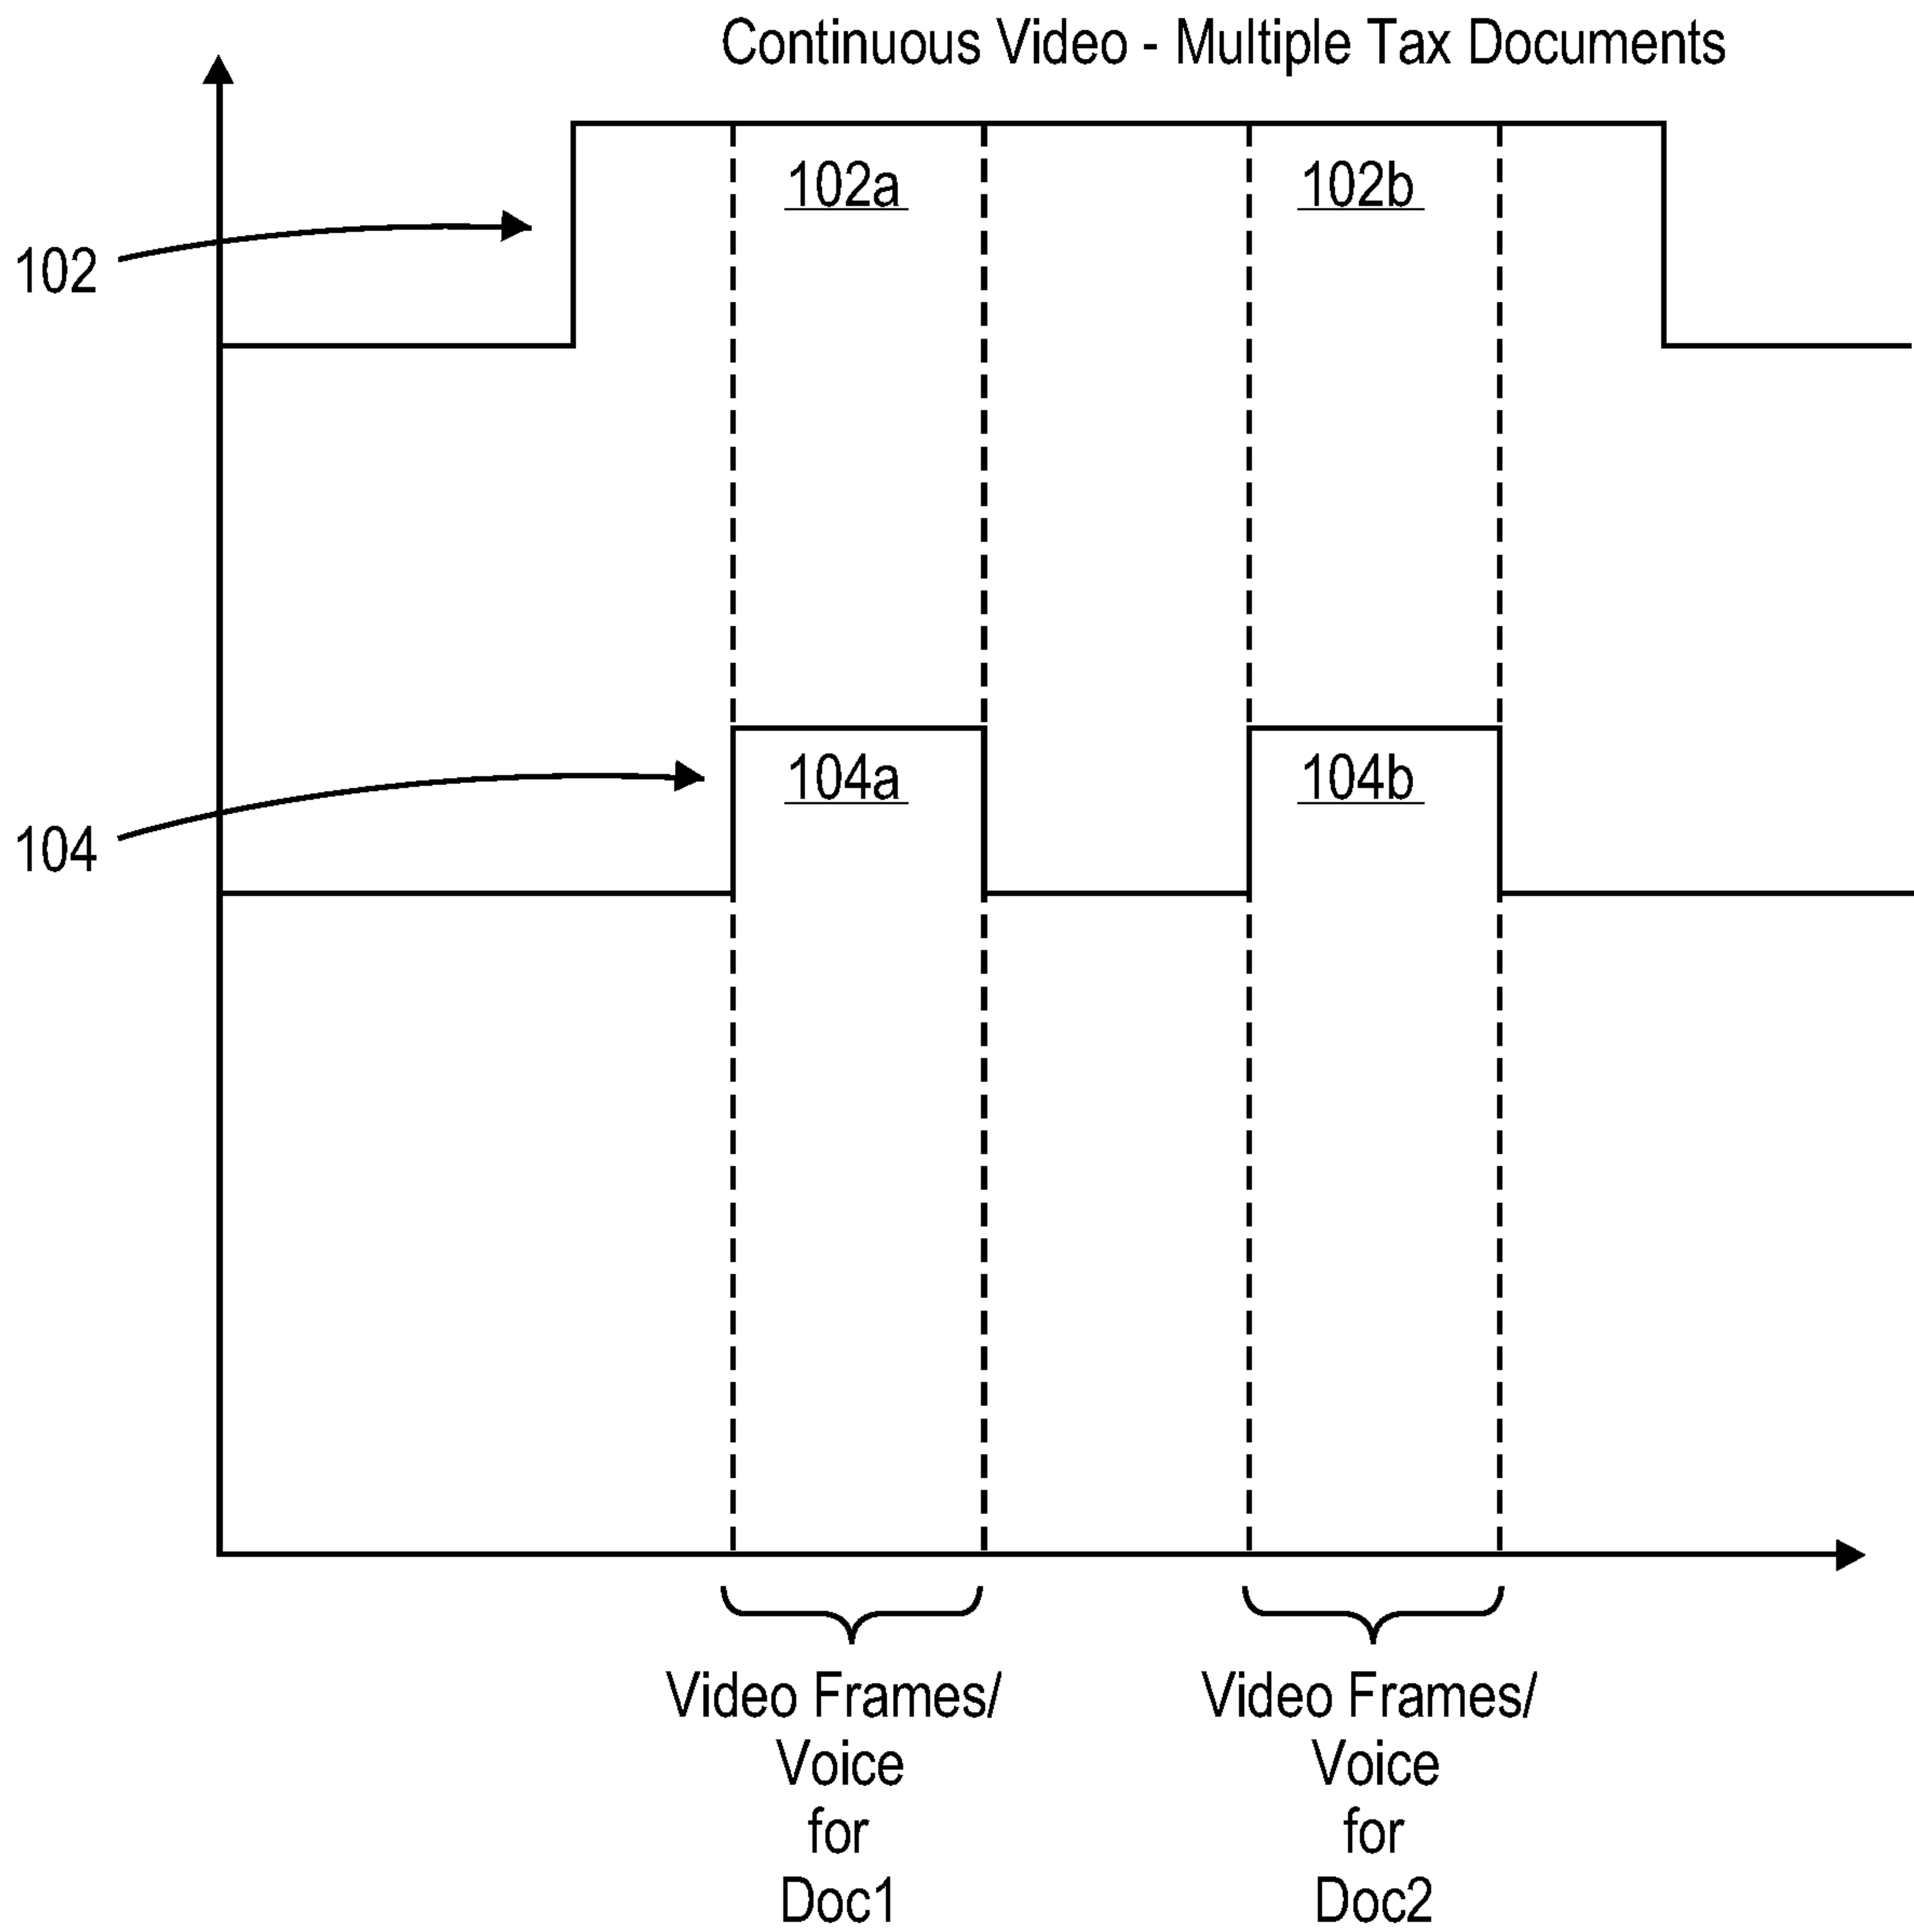 Continuous Video - Multiple Tax Documents
102a
102b
102
104a
104b
104
Video Frames/
Voice
for
Doc1
Video Frames/
Voice
for
Doc2